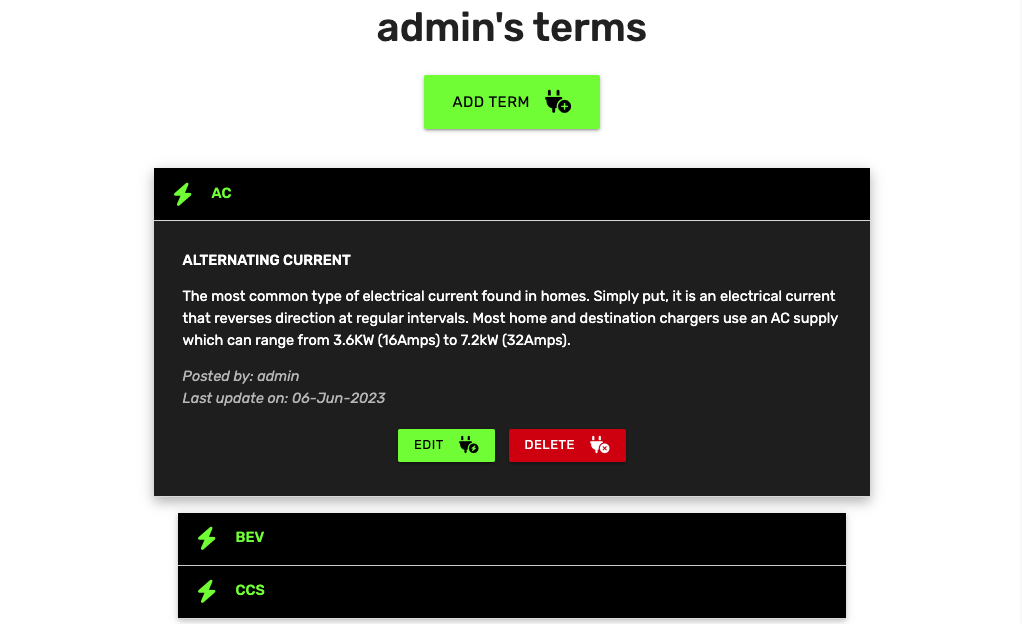 admin's terms
ADD TERM
AC
ALTERNATING CURRENT
The most common type of electrical current found in homes. Simply put, it is an electrical current
that reverses direction at regular intervals. Most home and destination chargers use an AC supply
which can range from 3.6KW (16Amps) to 7.2kW (32Amps).
Posted by: admin
Last update on: 06-Jun-2023
EDIT
DELETE
BEV
CCS